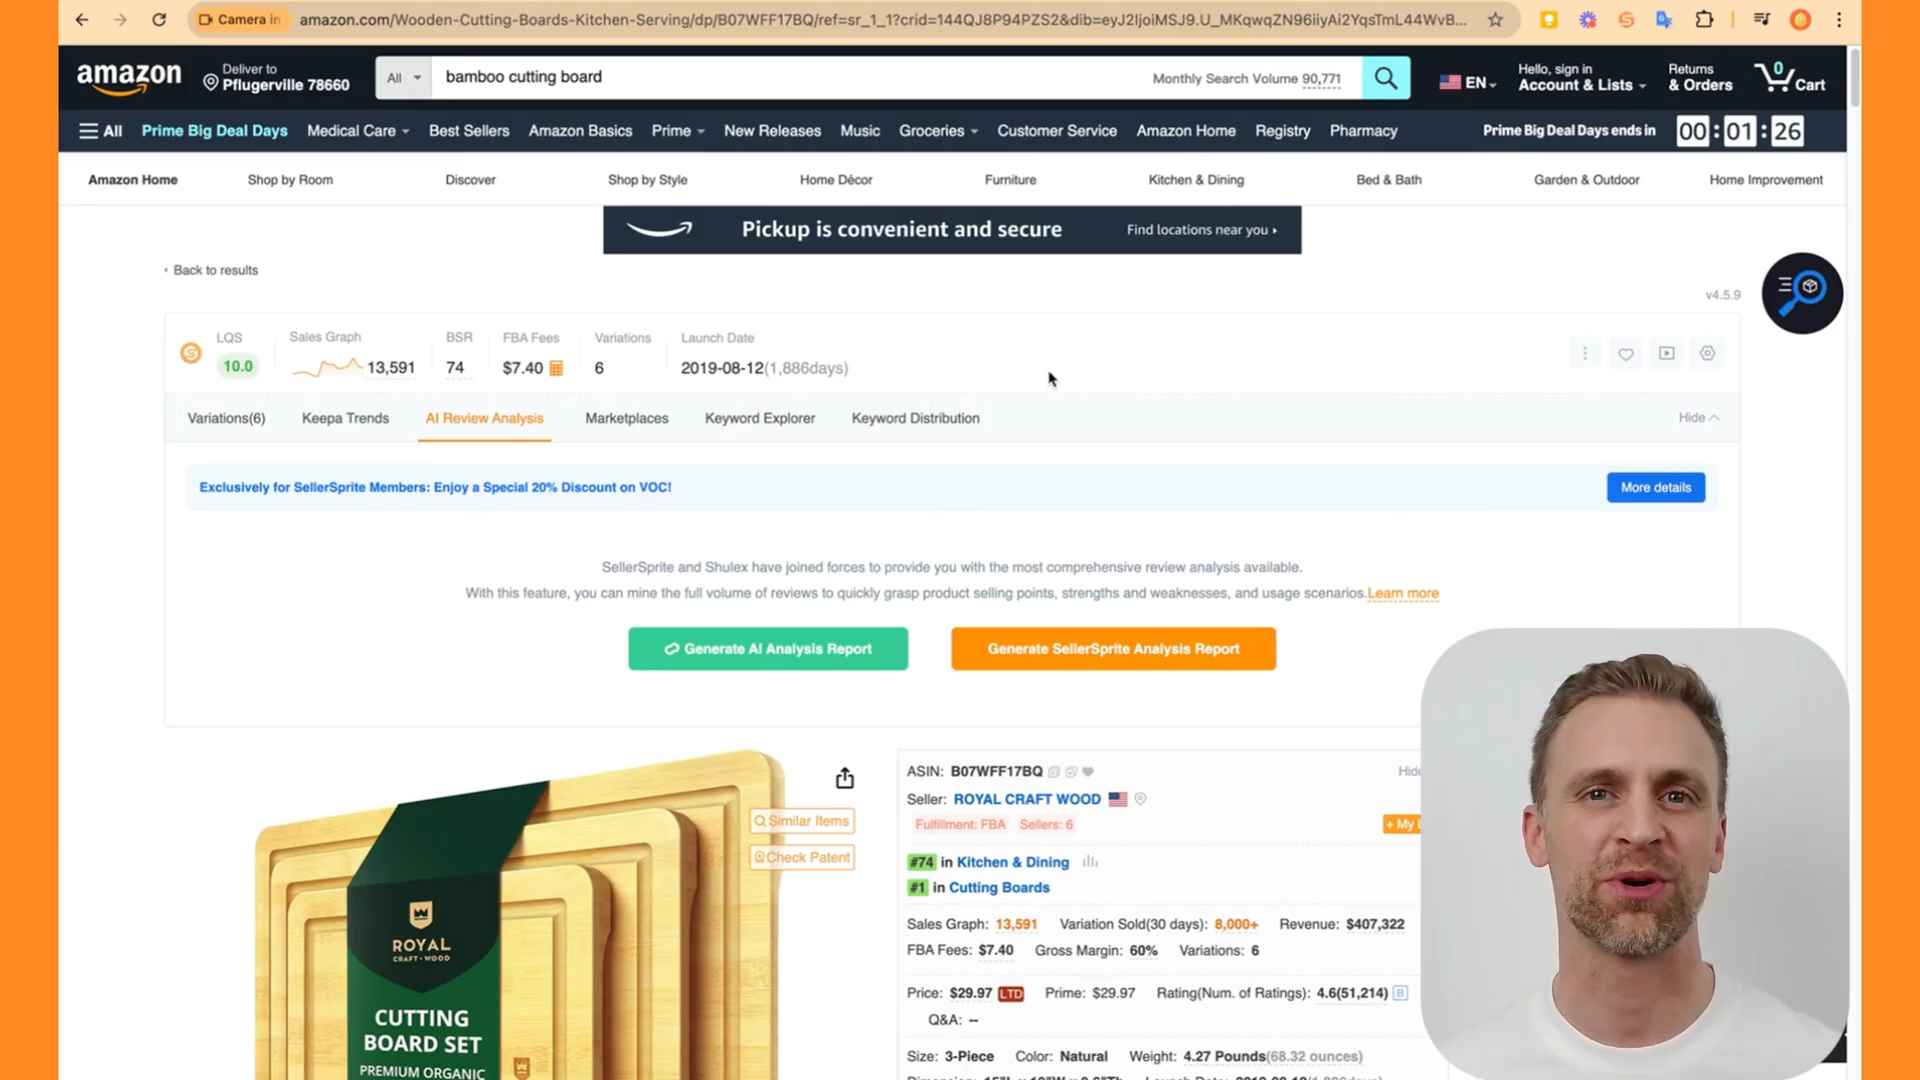 Camera in
amazon.com/Wooden-Cutting-Boards-Kitchen-Serving/dp/B07WFF17BQ/ref=sr_1_1?crid=144QJ8P94PZS2&dib=eyJ2IjoiMSJ9.U_MKqwqZN96iiyAi2YqsTmL44WvB...
amazon
Deliver to
Pflugerville 78660
All
bamboo cutting board
Monthly Search Volume 90,771
EN
Hello, sign in
Account & Lists
Returns
& Orders
0
Cart
All
Prime Big Deal Days
Medical Care
Best Sellers
Amazon Basics
Prime
New Releases
Music
Groceries
Customer Service
Amazon Home
Registry
Pharmacy
Prime Big Deal Days ends in
00 : 01 : 26
Amazon Home
Shop by Room
Discover
Shop by Style
Home Décor
Furniture
Kitchen & Dining
Bed & Bath
Garden & Outdoor
Home Improvement
Pickup is convenient and secure
Find locations near you
‹ Back to results
v4.5.9
LQS
10.0
Sales Graph
13,591
BSR
74
FBA Fees
$7.40
Variations
6
Launch Date
2019-08-12(1,886days)
Variations(6)
Keepa Trends
AI Review Analysis
Marketplaces
Keyword Explorer
Keyword Distribution
Hide
Exclusively for SellerSprite Members: Enjoy a Special 20% Discount on VOC!
More details
SellerSprite and Shulex have joined forces to provide you with the most comprehensive review analysis available.
With this feature, you can mine the full volume of reviews to quickly grasp product selling points, strengths and weaknesses, and usage scenarios.Learn more
Generate AI Analysis Report
Generate SellerSprite Analysis Report
Similar Items
Check Patent
ROYAL
CRAFT·WOOD
CUTTING
BOARD SET
PREMIUM ORGANIC
ASIN: B07WFF17BQ
Hide
Seller: ROYAL CRAFT WOOD
Fulfillment: FBA Sellers: 6
+ My L
#74 in Kitchen & Dining
#1 in Cutting Boards
Sales Graph: 13,591 Variation Sold(30 days): 8,000+ Revenue: $407,322
FBA Fees: $7.40 Gross Margin: 60% Variations: 6
Price: $29.97 LTD Prime: $29.97 Rating(Num. of Ratings): 4.6(51,214) B
Q&A: --
Size: 3-Piece Color: Natural Weight: 4.27 Pounds(68.32 ounces)